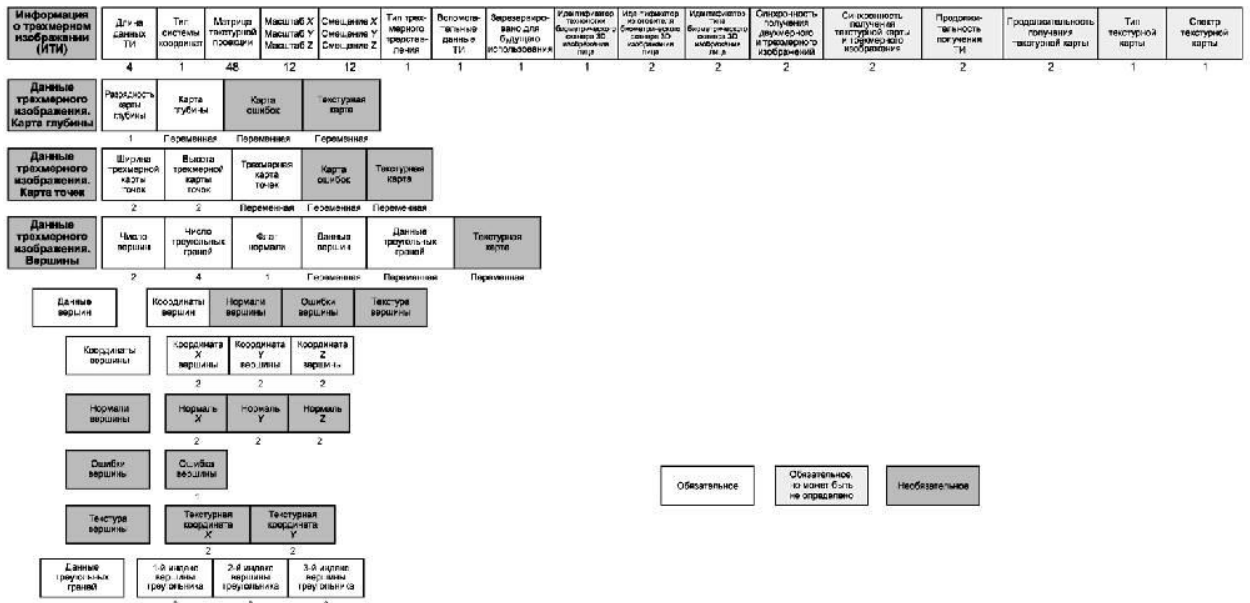 Информация
о трехмерном
изображении
(ИТИ)
Длина
данных
ТИ
Тип
системы
координат
Матрица
текстурной
проекции
Масштаб X
Масштаб Y
Масштаб Z
Смещение X
Смещение Y
Смещение Z
Тип трех-
мерного
представ-
ления
Вспомога-
тельные
данные
ТИ
Зарезервиро-
вано для
будущего
использования
Идентификатор
технологии
биометрического
сканера 3D
изображения
лица
Идентификатор
изготовителя
биометрического
сканера 3D
изображения
лица
Идентификатор
типа
биометрического
сканера 3D
изображения
лица
Синхронность
получения
двухмерного
и трехмерного
изображений
Синхронность
получения
текстурной карты
и трехмерного
изображения
Продолжи-
тельность
получения
ТИ
Продолжительность
получения
текстурной карты
Тип
текстурной
карты
Спектр
текстурной
карты
4 1 48 12 12 1 1 1 1 2 2 2 2 2 2 1 1
Данные
трехмерного
изображения.
Карта глубины
Разрядность
карты
глубины
Карта
глубины
Карта
ошибок
Текстурная
карта
1 Переменная Переменная Переменная
Данные
трехмерного
изображения.
Карта точек
Ширина
трехмерной
карты
точек
Высота
трехмерной
карты
точек
Трехмерная
карта
точек
Карта
ошибок
Текстурная
карта
2 2 Переменная Переменная Переменная
Данные
трехмерного
изображения.
Вершины
Число
вершин
Число
треугольных
граней
Флаг
нормали
Данные
вершин
Данные
треугольных
граней
Текстурная
карта
2 4 1 Переменная Переменная Переменная
Данные
вершин
Координаты
вершин
Нормали
вершины
Ошибки
вершины
Текстура
вершины
Координаты
вершины
Координата
X
вершины
Координата
Y
вершины
Координата
Z
вершины
2 2 2
Нормали
вершины
Нормаль
X
Нормаль
Y
Нормаль
Z
2 2 2
Ошибки
вершины
Ошибка
вершины
1
Обязательное
Обязательное,
но может быть
не определено
Необязательное
Текстура
вершины
Текстурная
координата
X
Текстурная
координата
Y
2 2
Данные
треугольных
граней
1-й индекс
вершины
треугольника
2-й индекс
вершины
треугольника
3-й индекс
вершины
треугольника